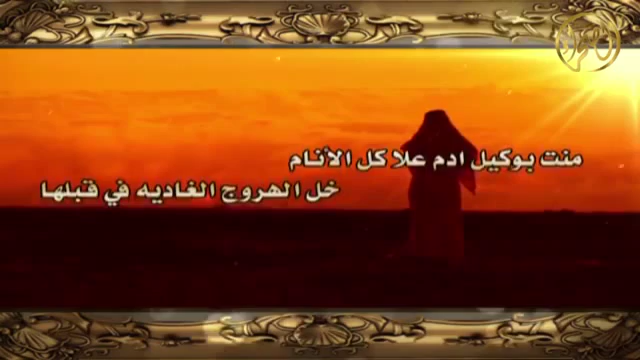 منت بوكيل ادم علا كل الأنام
خل الهروج الغاديه في قبلها